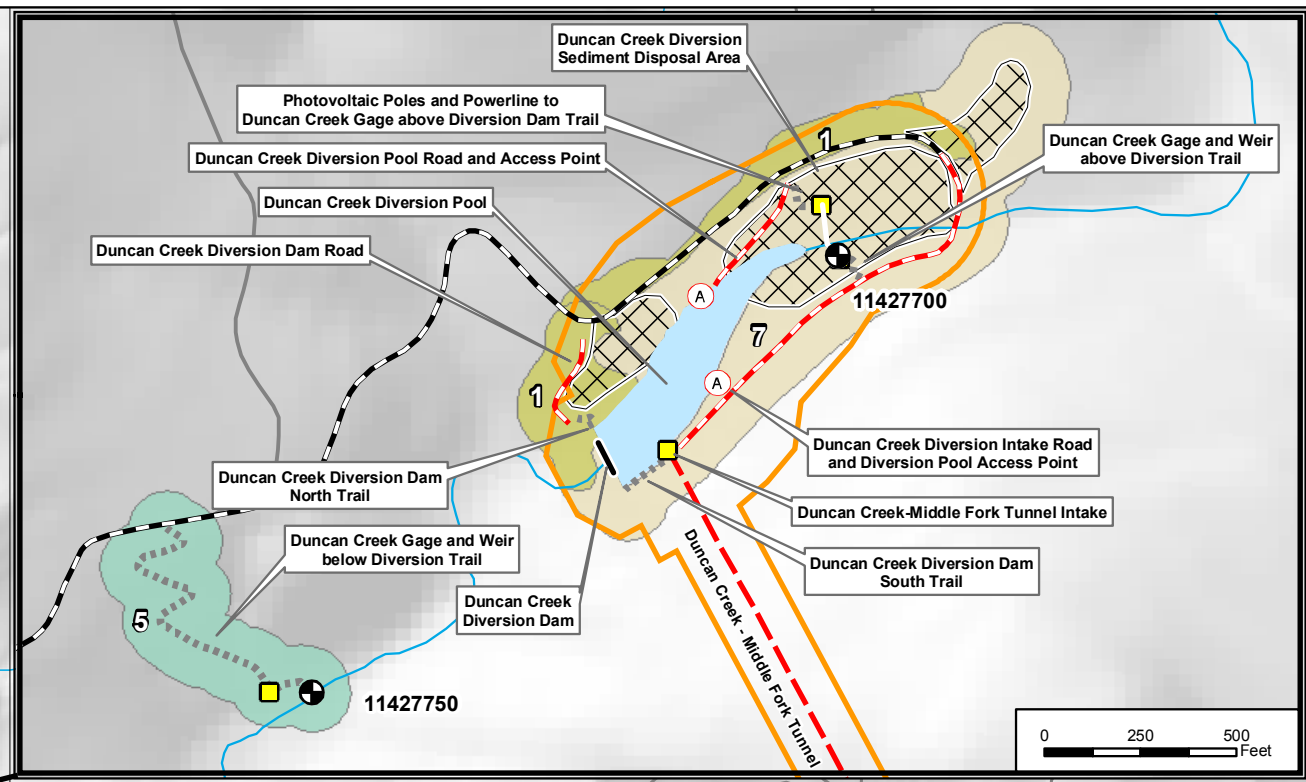 Duncan Creek Diversion
Sediment Disposal Area
Photovoltaic Poles and Powerline to
Duncan Creek Gage above Diversion Dam Trail
1
Duncan Creek Gage and Weir
above Diversion Trail
Duncan Creek Diversion Pool Road and Access Point
Duncan Creek Diversion Pool
Duncan Creek Diversion Dam Road
A
11427700
7
A
1
Duncan Creek Diversion Intake Road
and Diversion Pool Access Point
Duncan Creek Diversion Dam
North Trail
Duncan Creek-Middle Fork Tunnel Intake
Duncan Creek Gage and Weir
below Diversion Trail
Duncan Creek Diversion Dam
South Trail
Duncan Creek
Diversion Dam
Duncan Creek - Middle Fork Tunnel
5
11427750
0 250 500
Feet